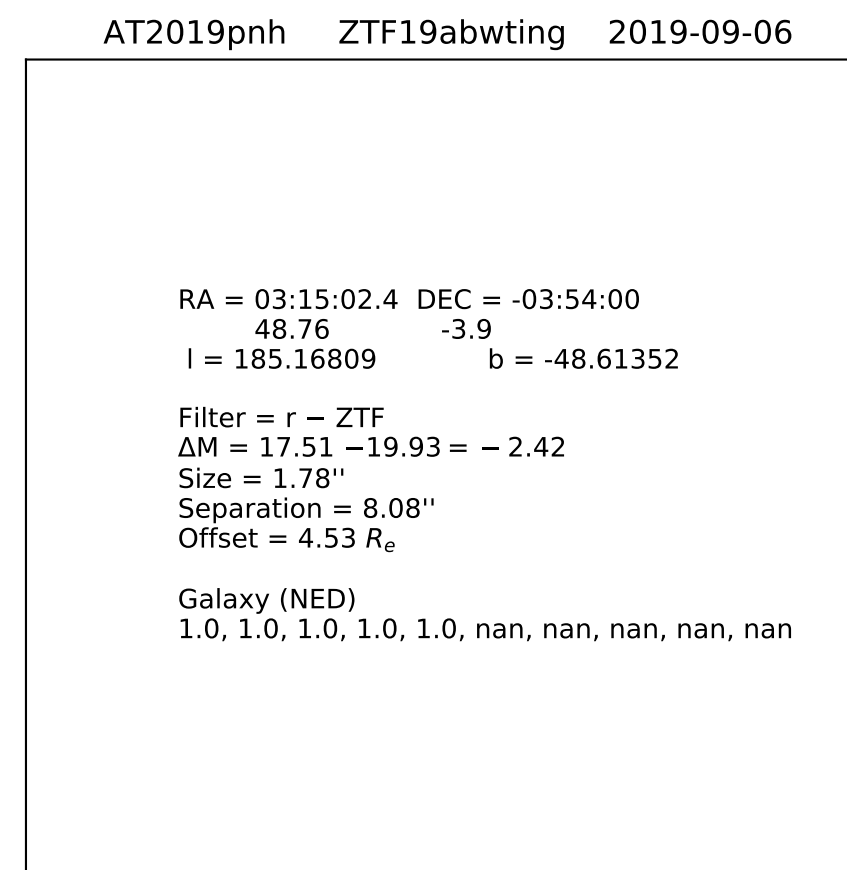 AT2019pnh ZTF19abwting 2019-09-06
RA = 03:15:02.4 DEC = -03:54:00
48.76 -3.9
l = 185.16809 b = -48.61352
Filter = r − ZTF
ΔM = 17.51 −19.93 = − 2.42
Size = 1.78''
Separation = 8.08''
Offset = 4.53 Re
Galaxy (NED)
1.0, 1.0, 1.0, 1.0, 1.0, nan, nan, nan, nan, nan